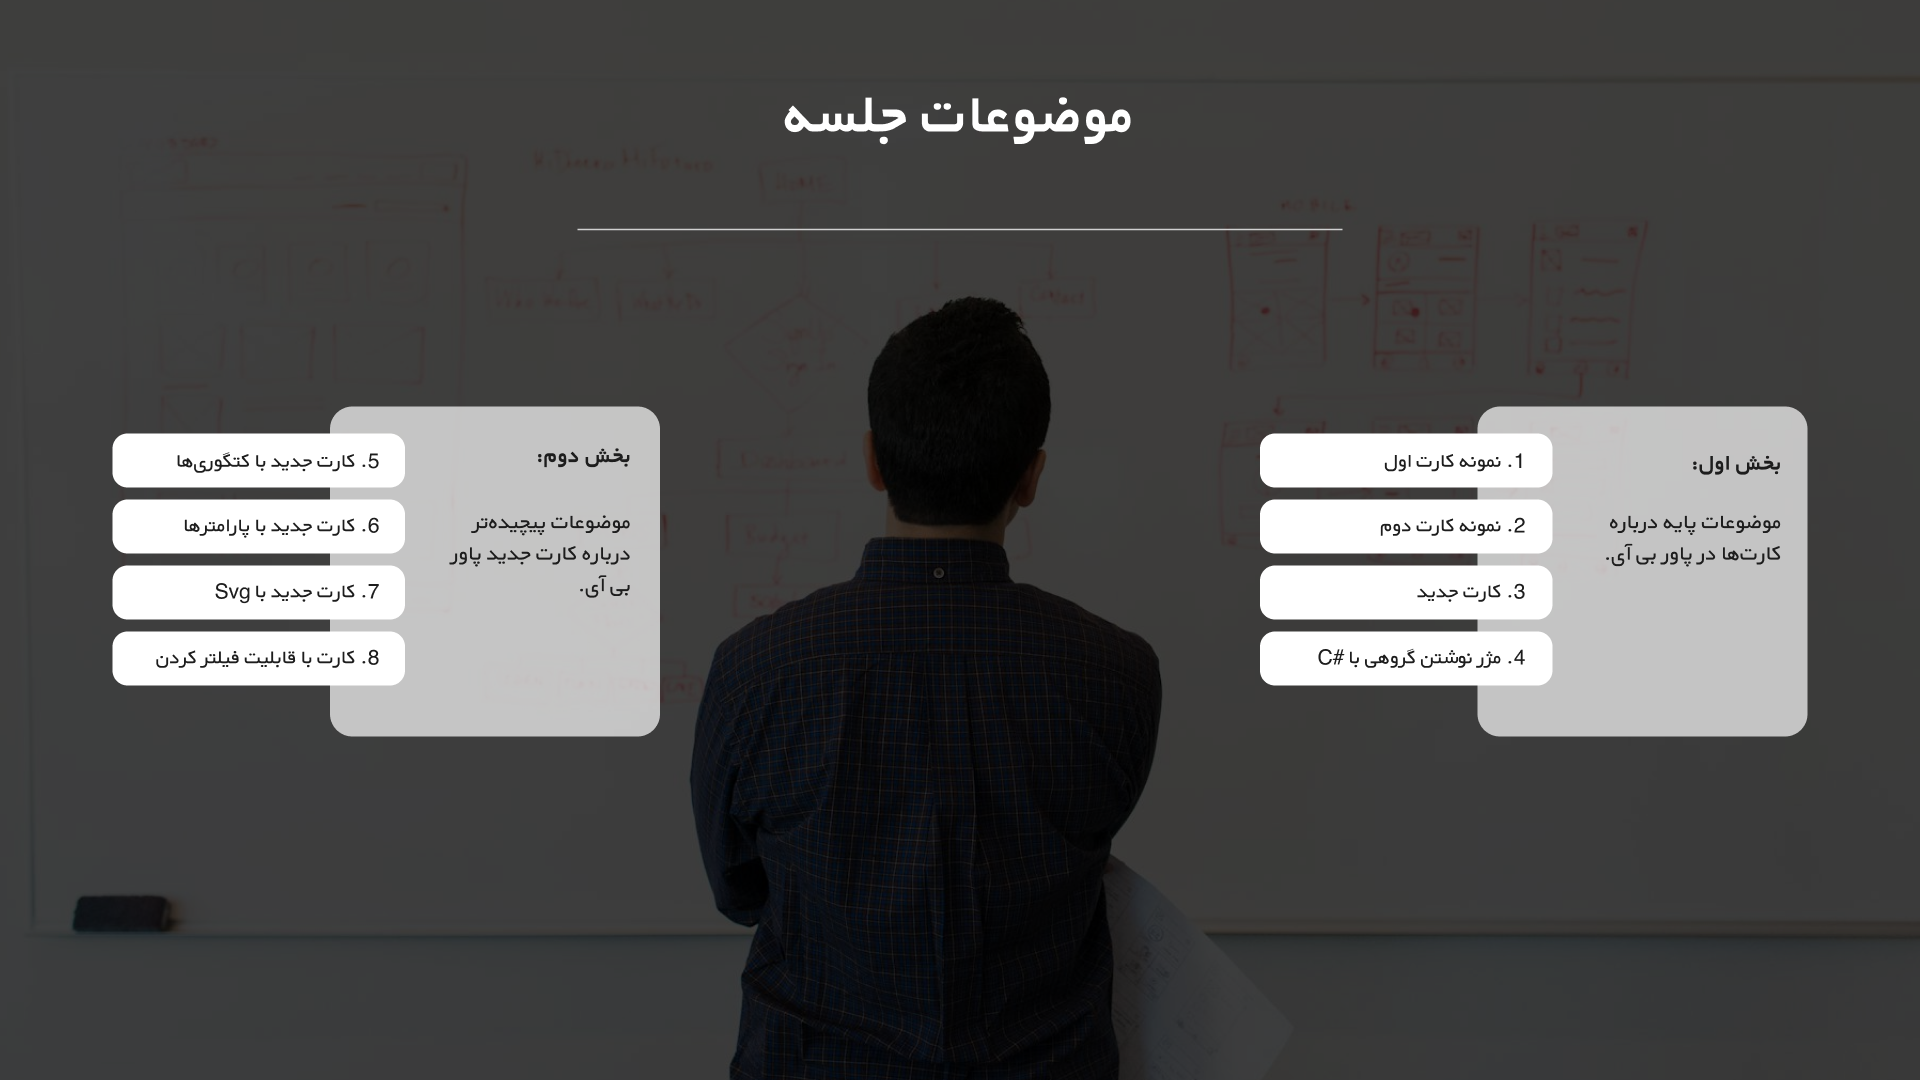 موضوعات جلسه
بخش اول:
موضوعات پایه درباره
کارت‌ها در پاور بی آی.
1. نمونه کارت اول
2. نمونه کارت دوم
3. کارت جدید
4. مژر نوشتن گروهی با #C
بخش دوم:
موضوعات پیچیده‌تر
درباره کارت جدید پاور
بی آی.
5. کارت جدید با کتگوری‌ها
6. کارت جدید با پارامترها
7. کارت جدید با Svg
8. کارت با قابلیت فیلتر کردن